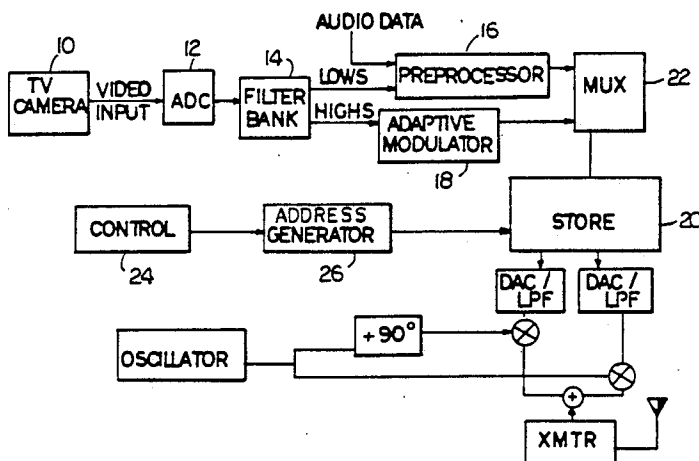 AUDIO DATA
10
12
14
16
TV
CAMERA
VIDEO
INPUT
ADC
FILTER
BANK
LOWS
HIGHS
PREPROCESSOR
ADAPTIVE
MODULATOR
18
MUX
22
CONTROL
24
ADDRESS
GENERATOR
26
STORE
20
DAC/
LPF
DAC/
LPF
OSCILLATOR
+90°
+
XMTR